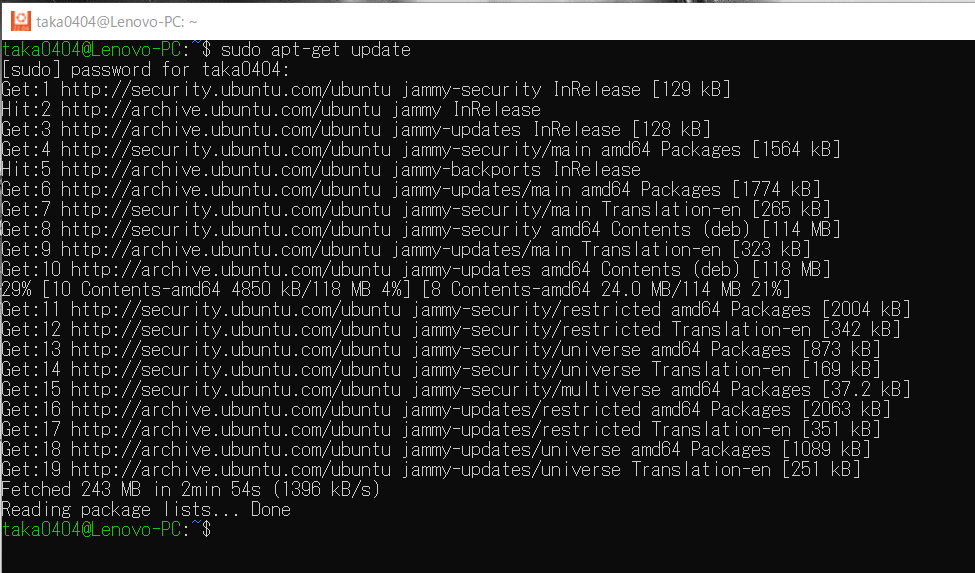 taka0404@Lenovo-PC: ~
taka0404@Lenovo-PC:~$ sudo apt-get update
[sudo] password for taka0404:
Get:1 http://security.ubuntu.com/ubuntu jammy-security InRelease [129 kB]
Hit:2 http://archive.ubuntu.com/ubuntu jammy InRelease
Get:3 http://archive.ubuntu.com/ubuntu jammy-updates InRelease [128 kB]
Get:4 http://security.ubuntu.com/ubuntu jammy-security/main amd64 Packages [1564 kB]
Hit:5 http://archive.ubuntu.com/ubuntu jammy-backports InRelease
Get:6 http://archive.ubuntu.com/ubuntu jammy-updates/main amd64 Packages [1774 kB]
Get:7 http://security.ubuntu.com/ubuntu jammy-security/main Translation-en [265 kB]
Get:8 http://security.ubuntu.com/ubuntu jammy-security amd64 Contents (deb) [114 MB]
Get:9 http://archive.ubuntu.com/ubuntu jammy-updates/main Translation-en [323 kB]
Get:10 http://archive.ubuntu.com/ubuntu jammy-updates amd64 Contents (deb) [118 MB]
29% [10 Contents-amd64 4850 kB/118 MB 4%] [8 Contents-amd64 24.0 MB/114 MB 21%]
Get:11 http://security.ubuntu.com/ubuntu jammy-security/restricted amd64 Packages [2004 kB]
Get:12 http://security.ubuntu.com/ubuntu jammy-security/restricted Translation-en [342 kB]
Get:13 http://security.ubuntu.com/ubuntu jammy-security/universe amd64 Packages [873 kB]
Get:14 http://security.ubuntu.com/ubuntu jammy-security/universe Translation-en [169 kB]
Get:15 http://security.ubuntu.com/ubuntu jammy-security/multiverse amd64 Packages [37.2 kB]
Get:16 http://archive.ubuntu.com/ubuntu jammy-updates/restricted amd64 Packages [2063 kB]
Get:17 http://archive.ubuntu.com/ubuntu jammy-updates/restricted Translation-en [351 kB]
Get:18 http://archive.ubuntu.com/ubuntu jammy-updates/universe amd64 Packages [1089 kB]
Get:19 http://archive.ubuntu.com/ubuntu jammy-updates/universe Translation-en [251 kB]
Fetched 243 MB in 2min 54s (1396 kB/s)
Reading package lists... Done
taka0404@Lenovo-PC:~$